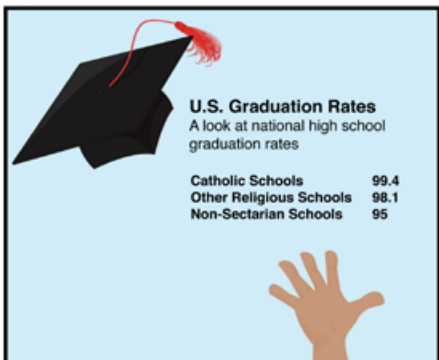 U.S. Graduation Rates
A look at national high school
graduation rates
Catholic Schools 99.4
Other Religious Schools 98.1
Non-Sectarian Schools 95